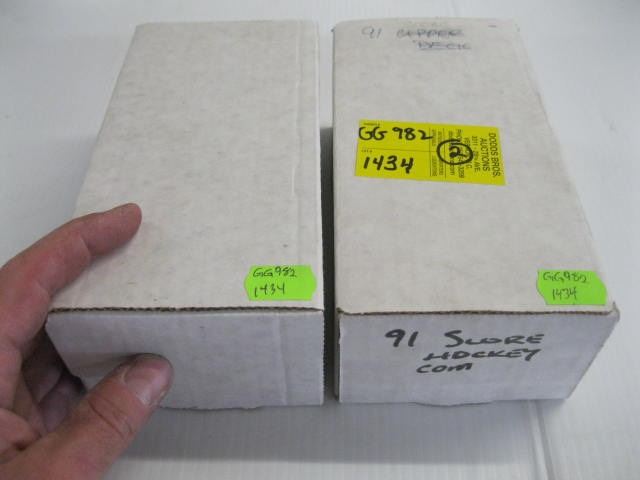 91 UPPER
DECK
GG 982
1434
DODDS BROS.
AUCTIONS
2
GG982
1434
GG982
1434
91 SCORE
HOCKEY
COM